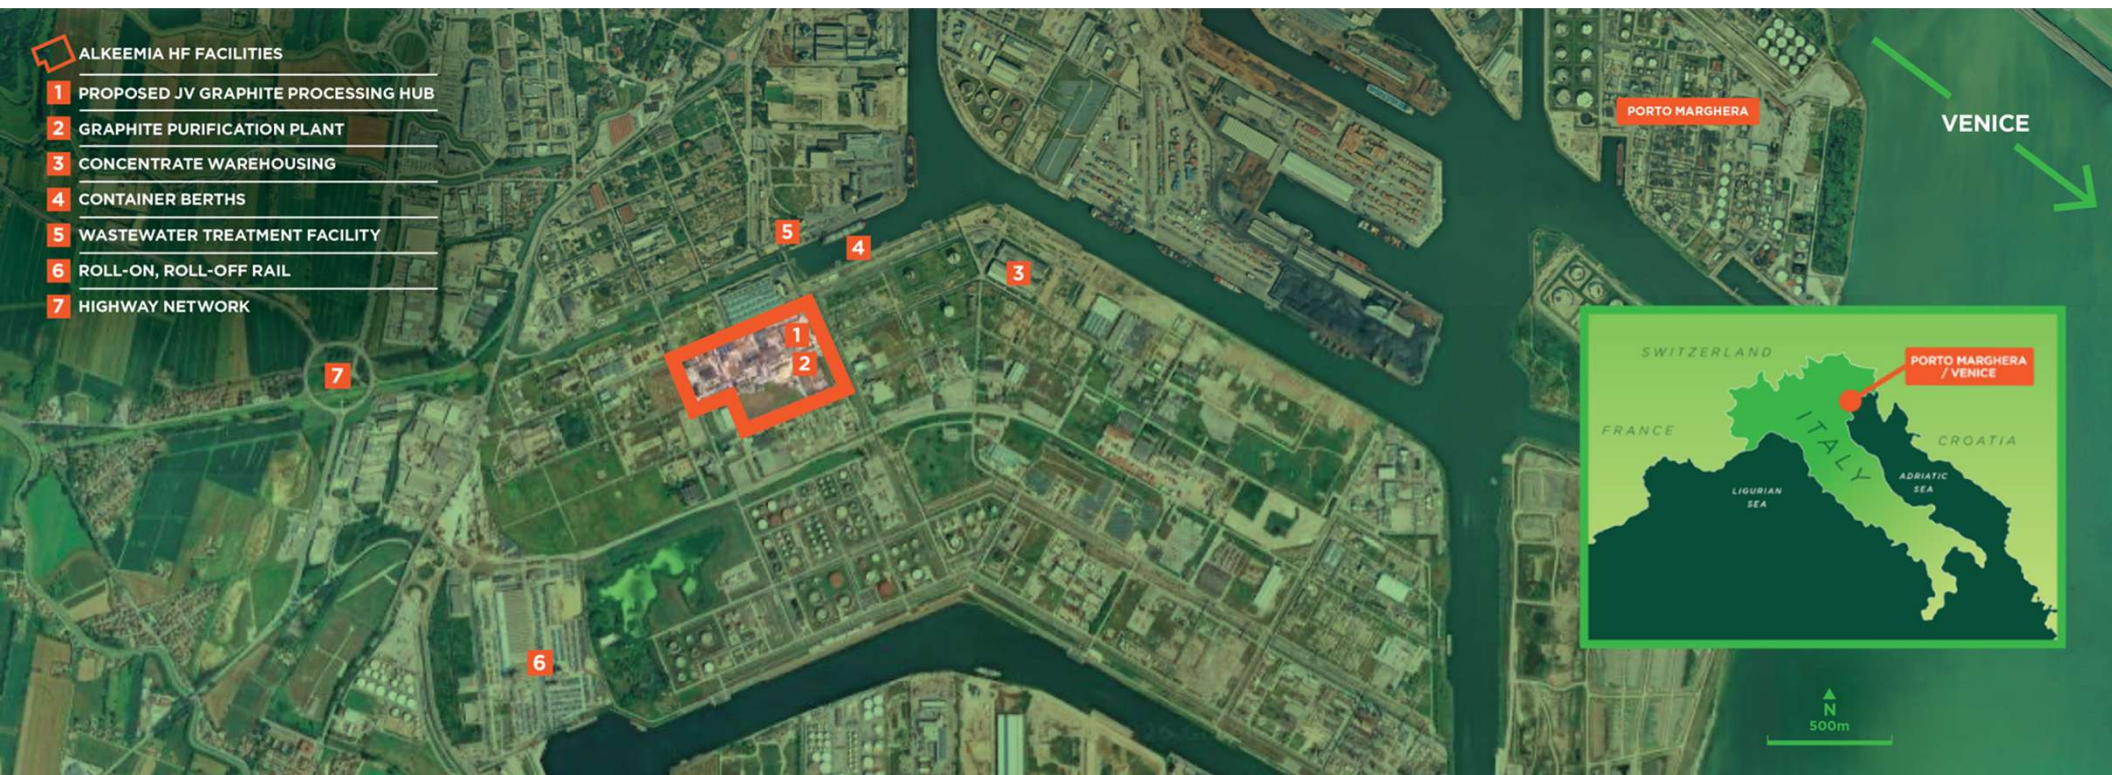 ALKEEMIA HF FACILITIES
1 PROPOSED JV GRAPHITE PROCESSING HUB
2 GRAPHITE PURIFICATION PLANT
3 CONCENTRATE WAREHOUSING
4 CONTAINER BERTHS
5 WASTEWATER TREATMENT FACILITY
6 ROLL-ON, ROLL-OFF RAIL
7 HIGHWAY NETWORK
PORTO MARGHERA
VENICE
5
4
3
1
2
7
6
SWITZERLAND
PORTO MARGHERA
/ VENICE
FRANCE
ITALY
CROATIA
ADRIATIC
SEA
LIGURIAN
SEA
N
500m